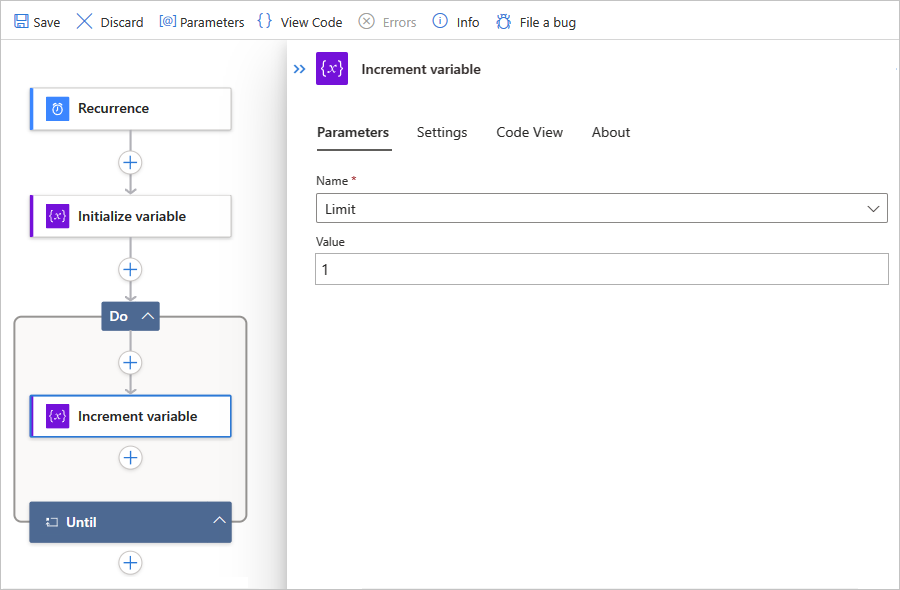 Save Discard [@] Parameters {} View Code Errors Info File a bug
Recurrence
{x} Initialize variable
Do
{x} Increment variable
Until
{x} Increment variable
Parameters Settings Code View About
Name *
Limit
Value
1